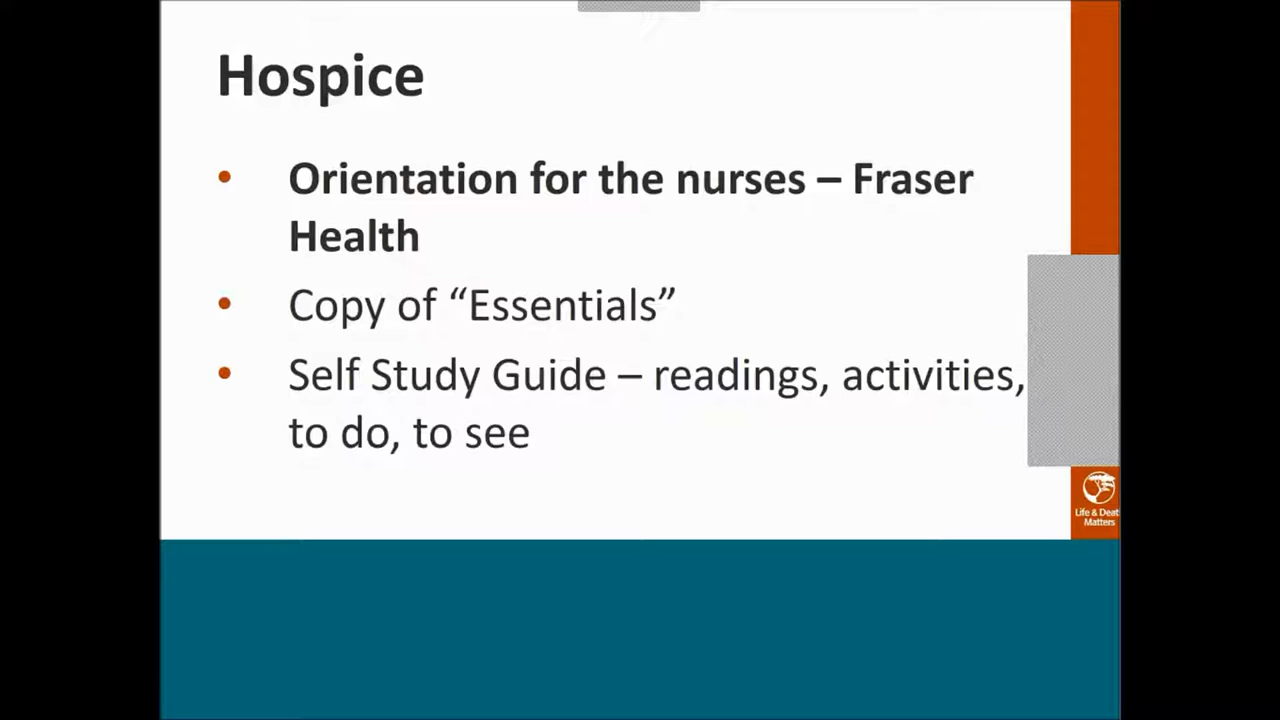 Hospice
• Orientation for the nurses – Fraser
Health
• Copy of “Essentials”
• Self Study Guide – readings, activities,
to do, to see
Life & Deat
Matters